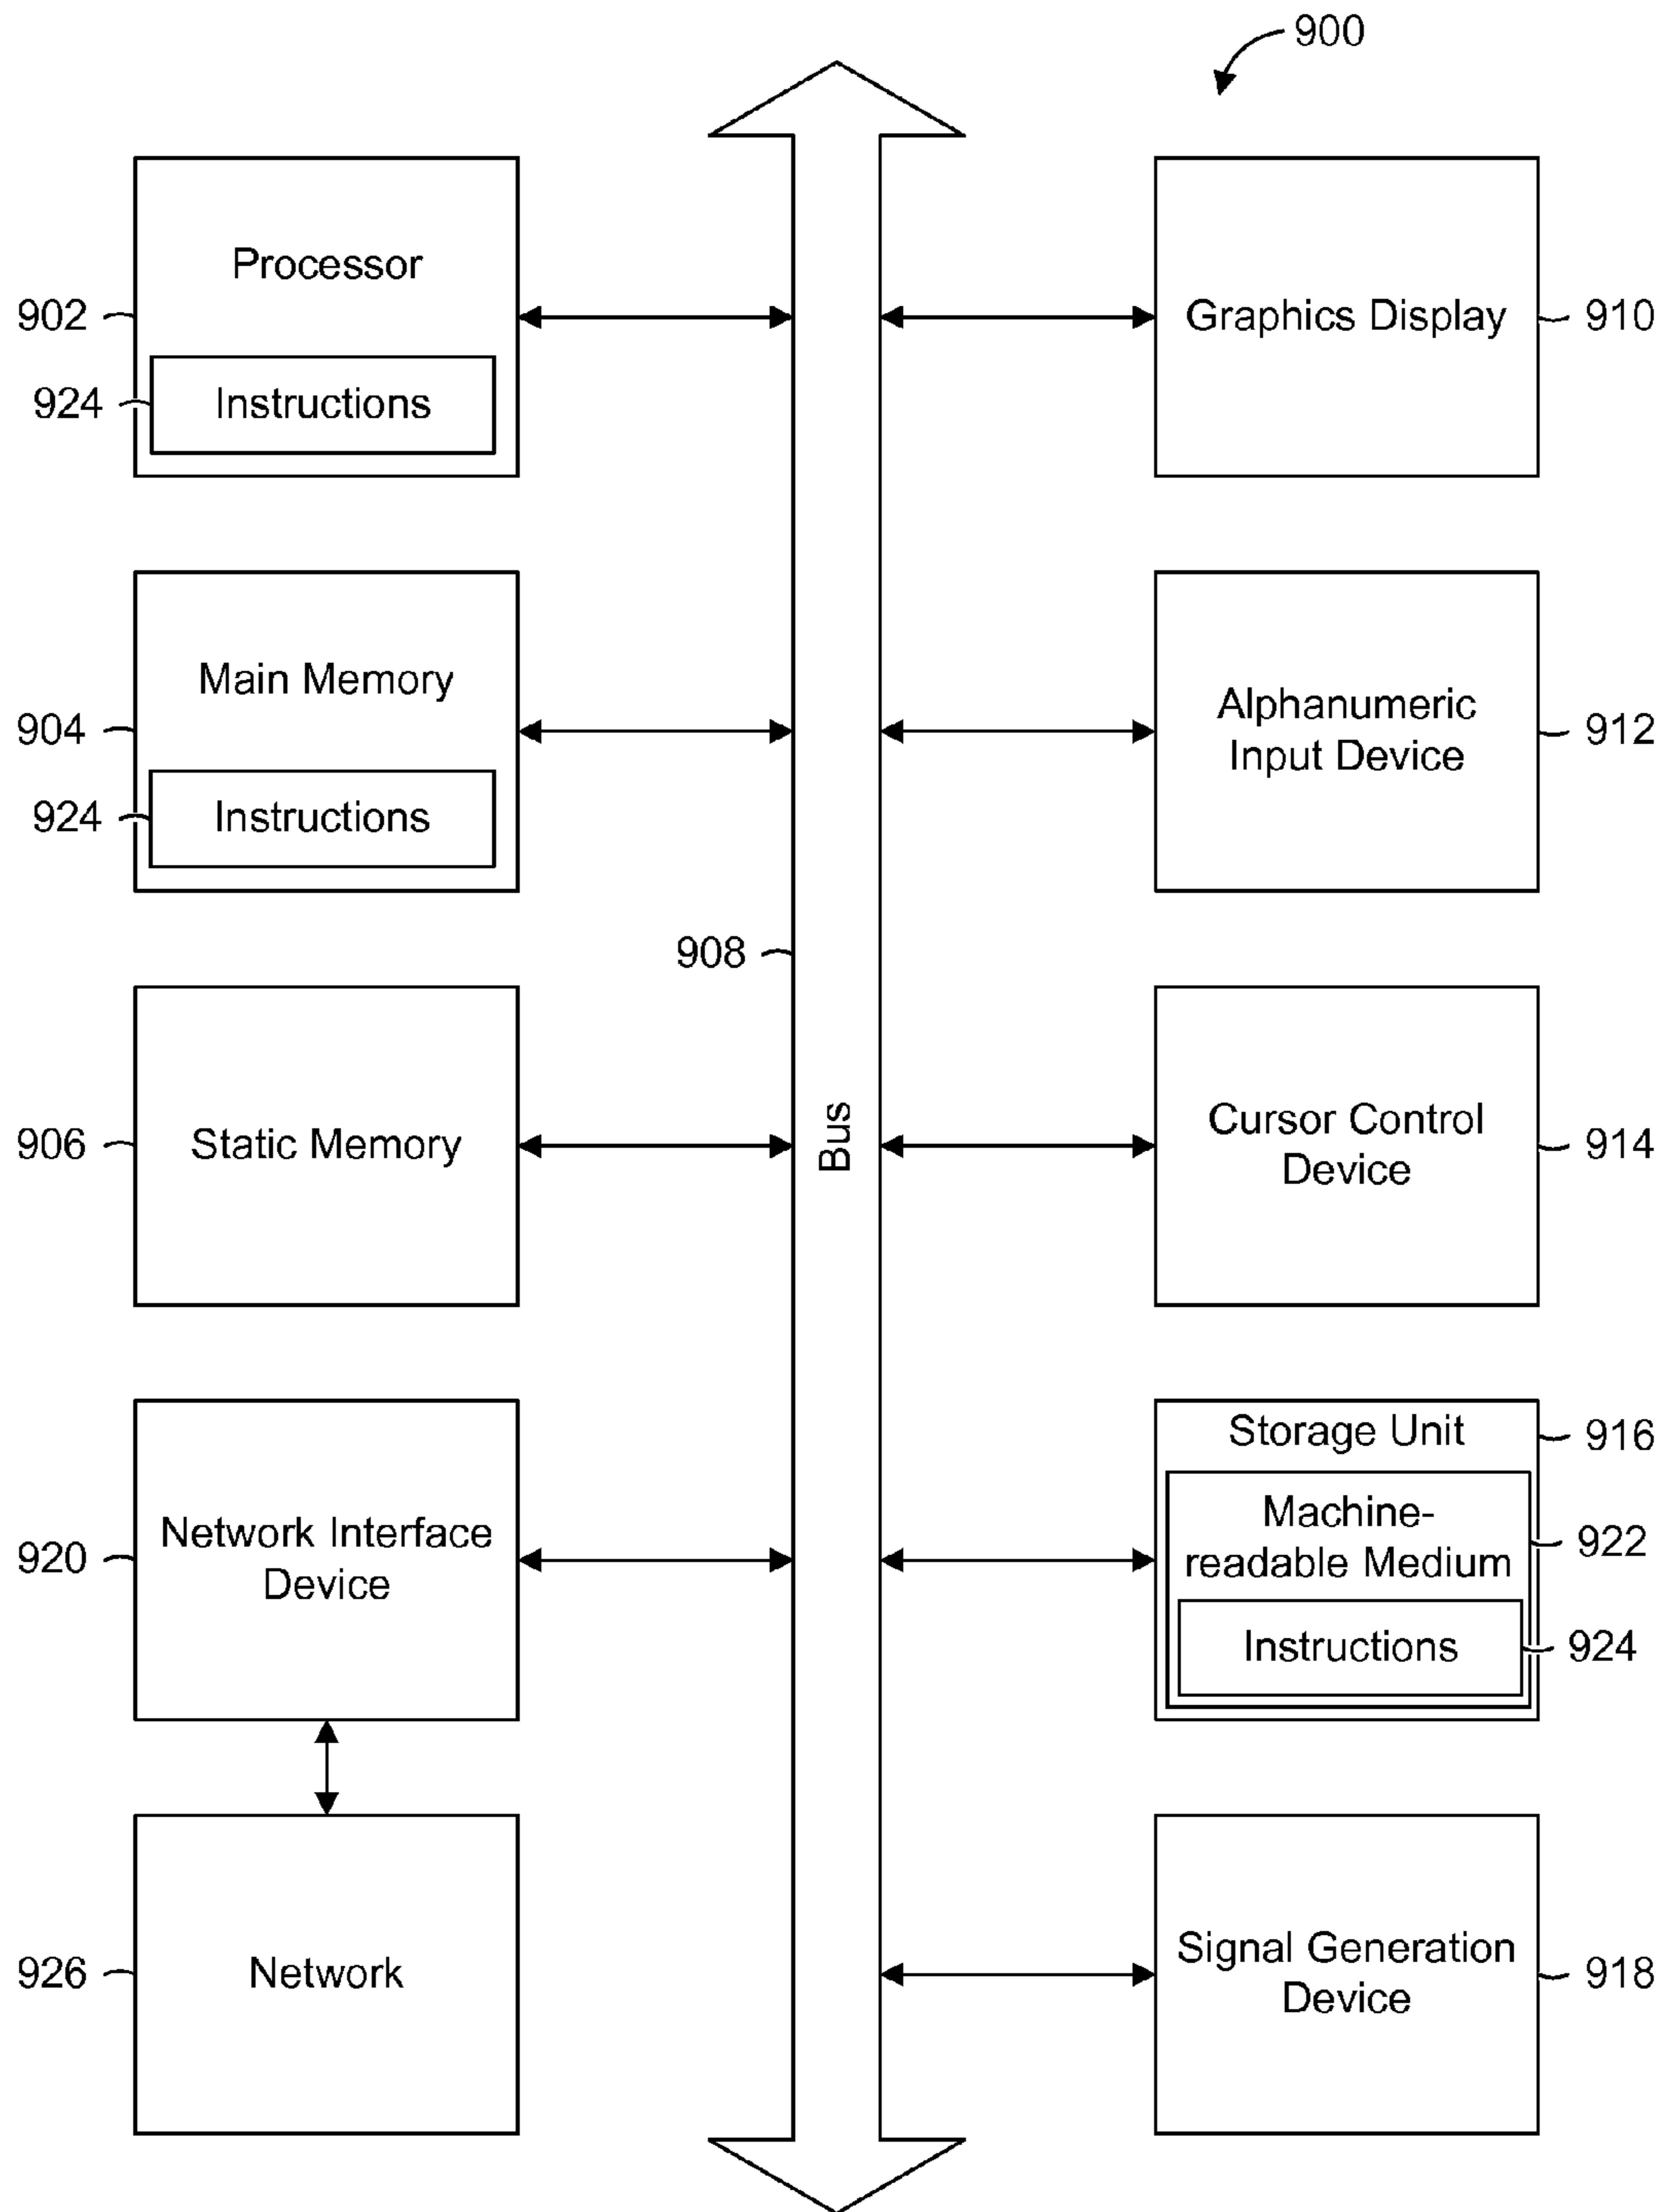 900
Processor
902
924
Instructions
Graphics Display
910
Main Memory
904
924
Instructions
Alphanumeric
Input Device
912
908
Bus
906
Static Memory
Cursor Control
Device
914
920
Network Interface
Device
Storage Unit
916
Machine-
readable Medium
922
Instructions
924
926
Network
Signal Generation
Device
918